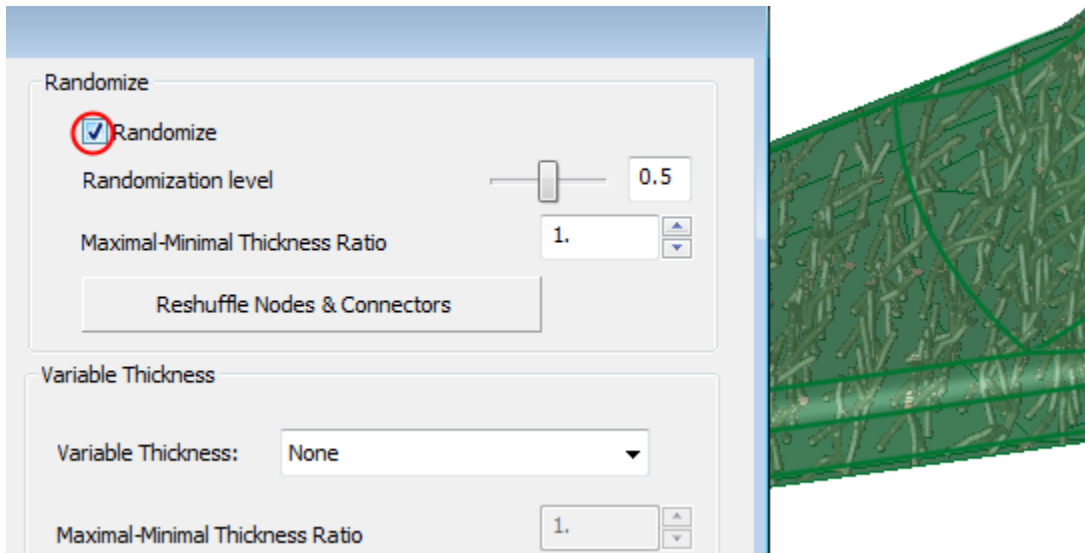 Randomize
Randomize
Randomization level
0.5
Maximal-Minimal Thickness Ratio
1.
Reshuffle Nodes & Connectors
Variable Thickness
Variable Thickness:
None
Maximal-Minimal Thickness Ratio
1.